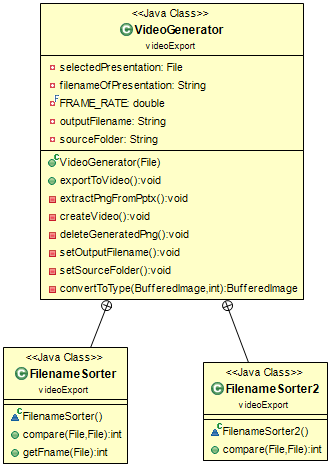 <<Java Class>>
VideoGenerator
videoExport
selectedPresentation: File
filenameOfPresentation: String
FRAME_RATE: double
outputFilename: String
sourceFolder: String
VideoGenerator(File)
exportToVideo():void
extractPngFromPptx():void
createVideo():void
deleteGeneratedPng():void
setOutputFilename():void
setSourceFolder():void
convertToType(BufferedImage,int):BufferedImage
<<Java Class>>
FilenameSorter
videoExport
FilenameSorter()
compare(File,File):int
getFname(File):int
<<Java Class>>
FilenameSorter2
videoExport
FilenameSorter2()
compare(File,File):int